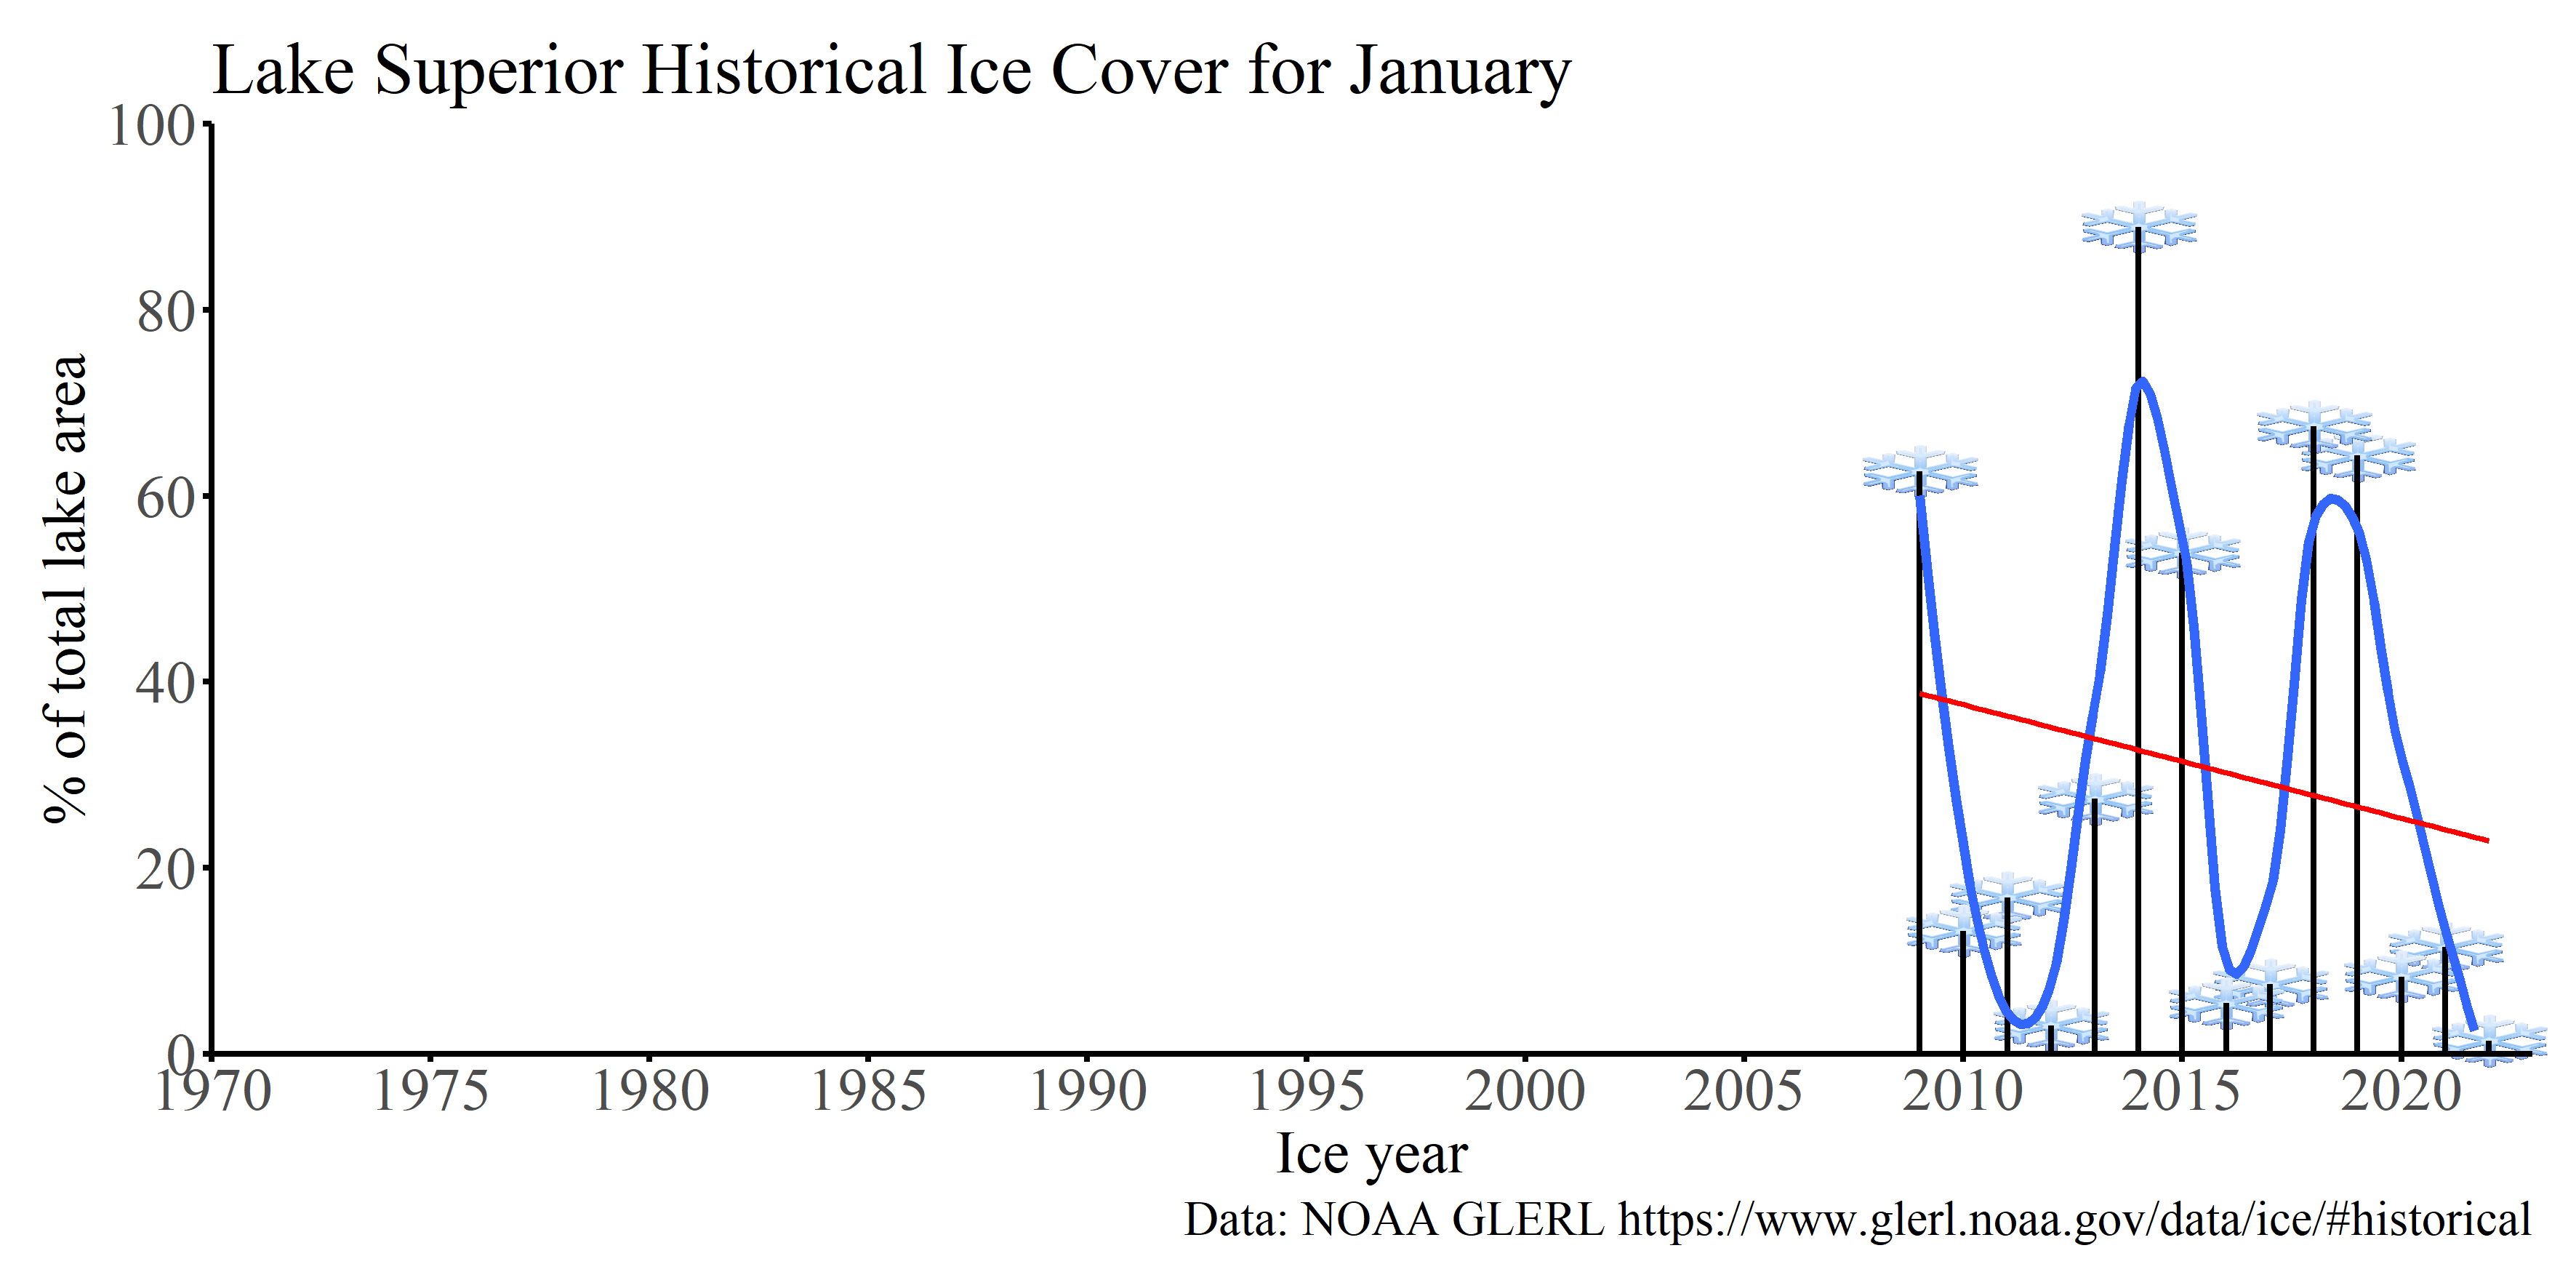 Lake Superior Historical Ice Cover for January
100
80
60
40
20
0
% of total lake area
1970 1975 1980 1985 1990 1995 2000 2005 2010 2015 2020
Ice year
Data: NOAA GLERL https://www.glerl.noaa.gov/data/ice/#historical